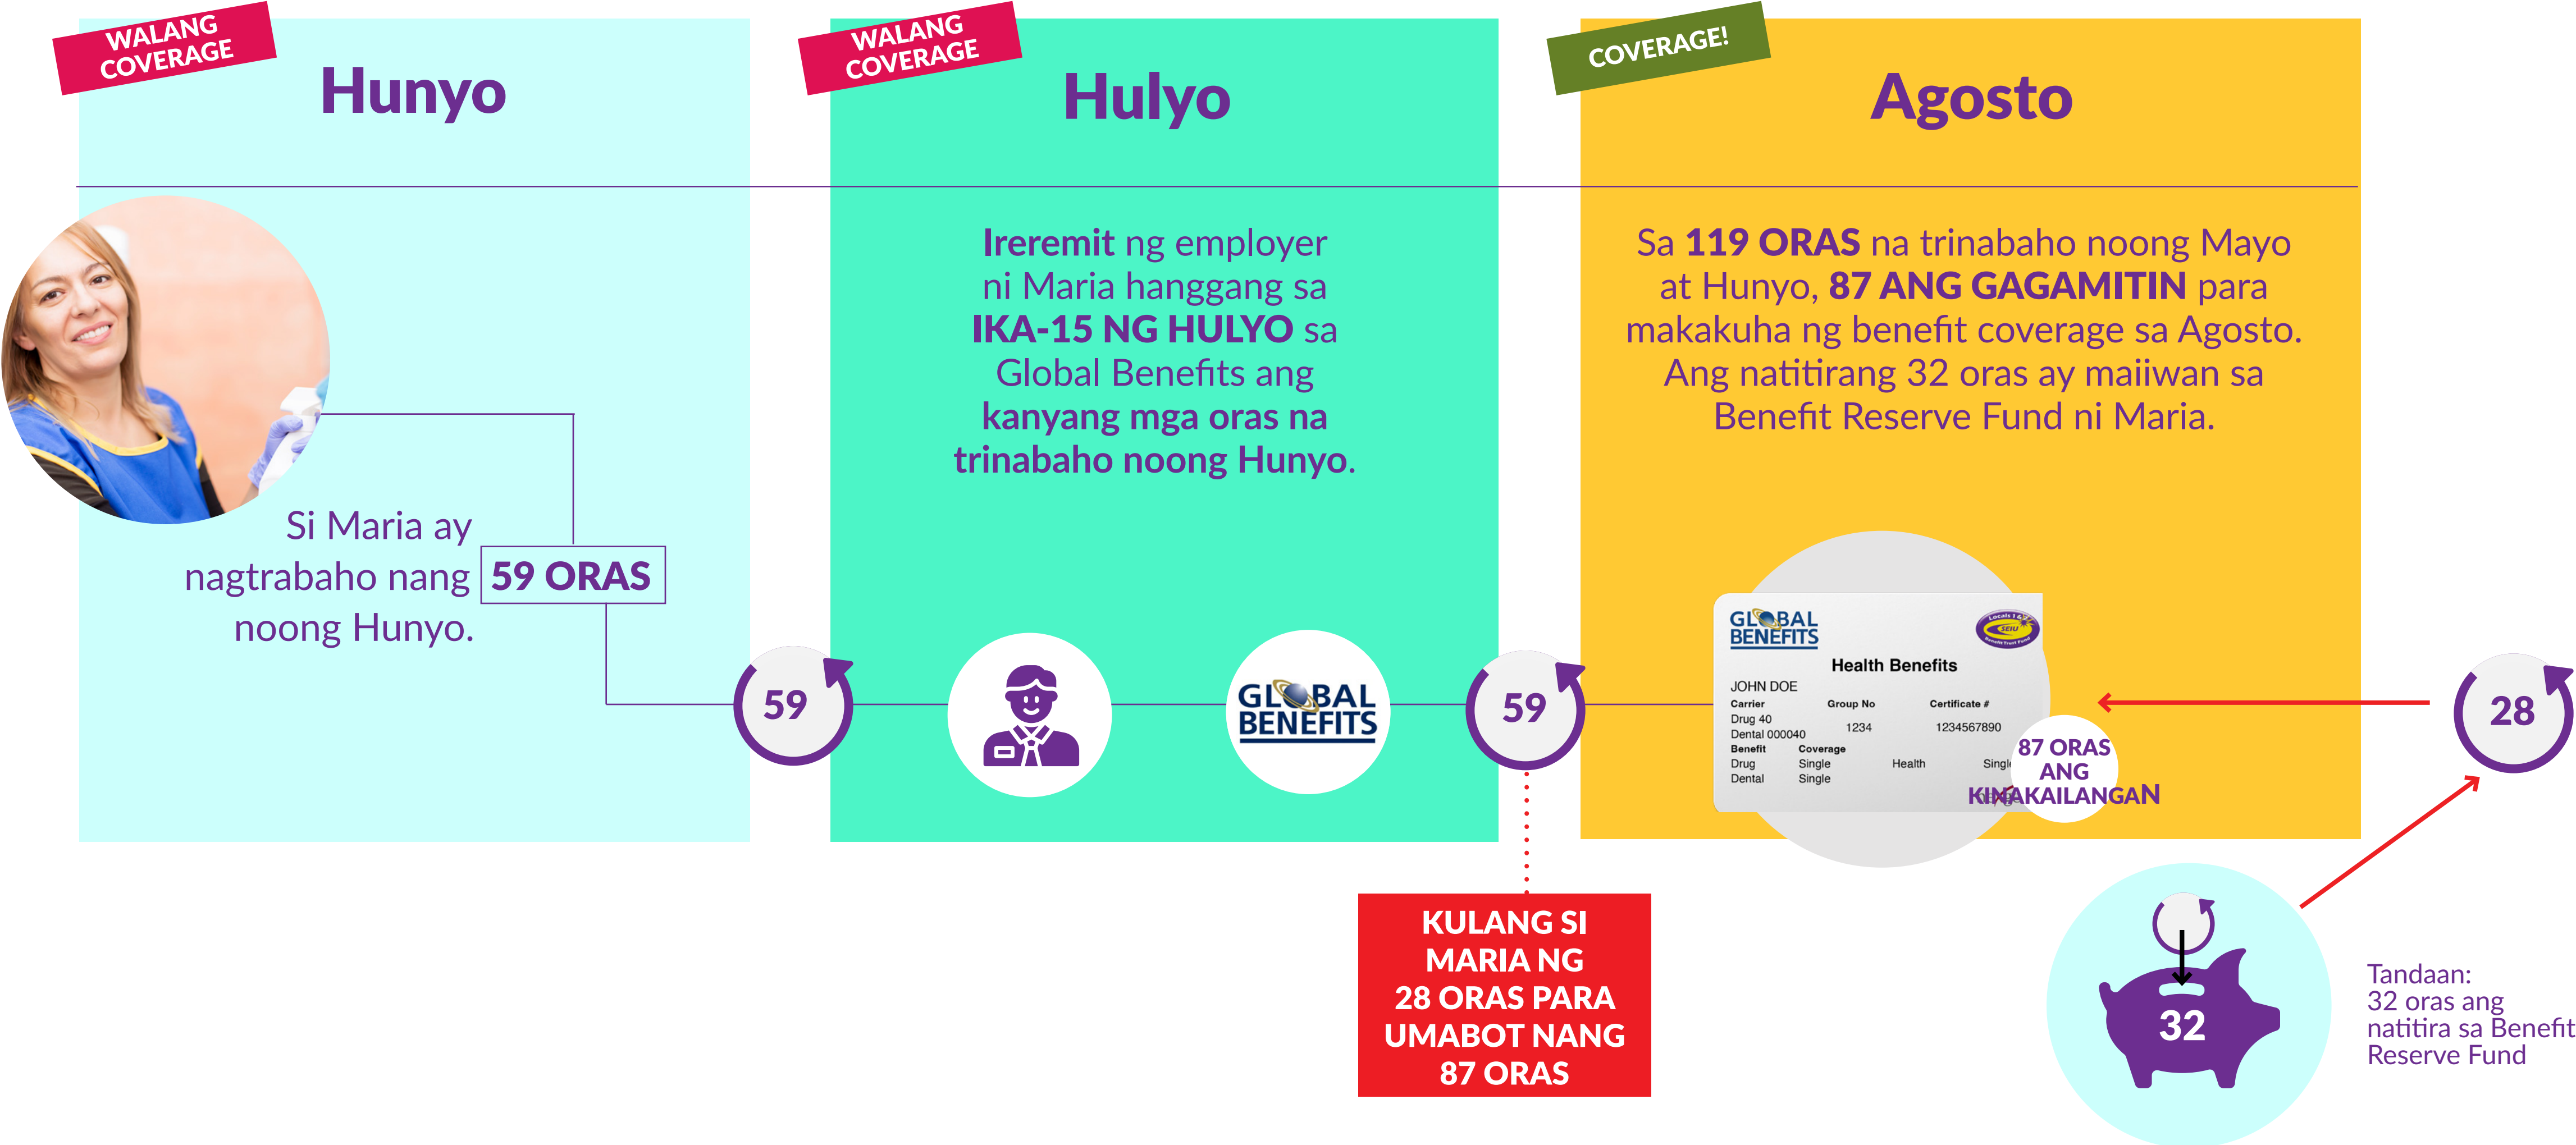 WALANG
COVERAGE
Hunyo
Si Maria ay
nagtrabaho nang 59 ORAS
noong Hunyo.
59
WALANG
COVERAGE
Hulyo
Ireremit ng employer
ni Maria hanggang sa
IKA-15 NG HULYO sa
Global Benefits ang
kanyang mga oras na
trinabaho noong Hunyo.
GLOBAL
BENEFITS
59
KULANG SI
MARIA NG
28 ORAS PARA
UMABOT NANG
87 ORAS
COVERAGE!
Agosto
Sa 119 ORAS na trinabaho noong Mayo
at Hunyo, 87 ANG GAGAMITIN para
makakuha ng benefit coverage sa Agosto.
Ang natitirang 32 oras ay maiiwan sa
Benefit Reserve Fund ni Maria.
GLOBAL
BENEFITS
Locals 1 &
SEIU
Benefit Trust Fund
Health Benefits
JOHN DOE
Carrier Group No Certificate #
Drug 40
Dental 000040 1234 1234567890
Benefit Coverage
Drug Single Health
Dental Single
87 ORAS
ANG
KINAKAILANGAN
28
32
Tandaan:
32 oras ang
natitira sa Benefit
Reserve Fund